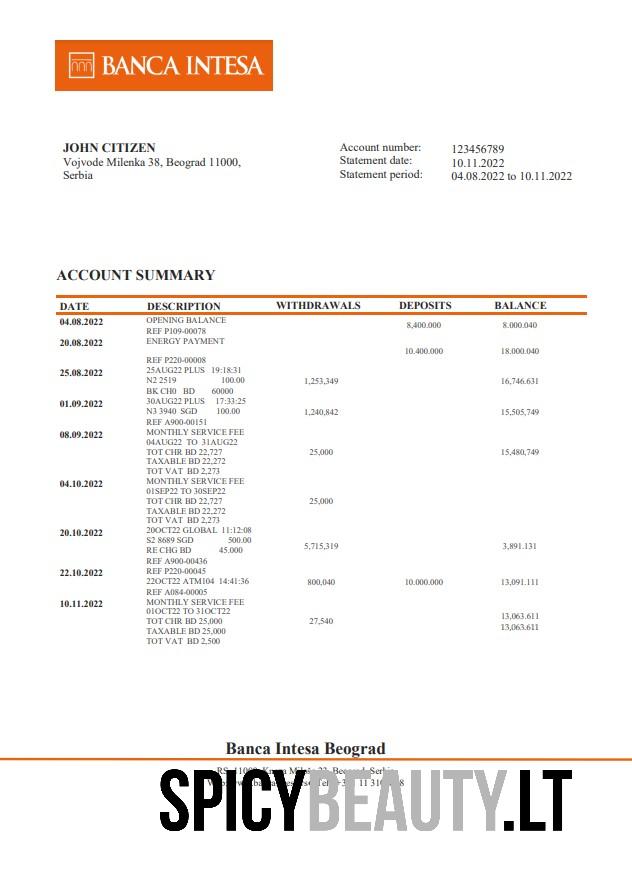 BANCA INTESA
JOHN CITIZEN
Vojvode Milenka 38, Beograd 11000,
Serbia
Account number: 123456789
Statement date: 10.11.2022
Statement period: 04.08.2022 to 10.11.2022
ACCOUNT SUMMARY
DATE DESCRIPTION WITHDRAWALS DEPOSITS BALANCE
04.08.2022 OPENING BALANCE 8,400.000 8.000.040
REF P109-00078
20.08.2022 ENERGY PAYMENT
10.400.000 18.000.040
REF P220-00008
25.08.2022 25AUG22 PLUS 19:18:31
N2 2519 100.00 1,253,349 16,746.631
BK CH0 BD 60000
01.09.2022 30AUG22 PLUS 17:33:25
N3 3940 SGD 100.00 1,240,842 15,505,749
REF A900-00151
08.09.2022 MONTHLY SERVICE FEE
04AUG22 TO 31AUG22
TOT CHR BD 22,727 25,000 15,480,749
TAXABLE BD 22,272
TOT VAT BD 2,273
04.10.2022 MONTHLY SERVICE FEE
01SEP22 TO 30SEP22
TOT CHR BD 22,727 25,000
TAXABLE BD 22,272
TOT VAT BD 2,273
20.10.2022 20OCT22 GLOBAL 11:12:08
S2 8689 SGD 500.00
RE CHG BD 45.000 5,715,319 3,891.131
REF A900-00436
22.10.2022 REF P220-00045
22OCT22 ATM104 14:41:36 800,040 10.000.000 13,091.111
REF A084-00005
10.11.2022 MONTHLY SERVICE FEE
01OCT22 TO 31OCT22 13,063.611
TOT CHR BD 25,000 27,540
TAXABLE BD 25,000 13,063.611
TOT VAT BD 2,500
Banca Intesa Beograd
SPICYBEAUTY.LT